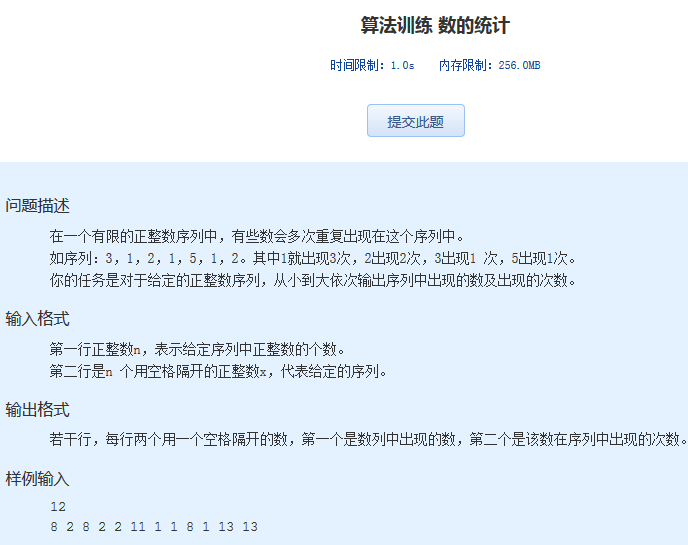 算法训练 数的统计
时间限制：1.0s 内存限制：256.0MB
提交此题
问题描述
在一个有限的正整数序列中，有些数会多次重复出现在这个序列中。
如序列：3，1，2，1，5，1，2。其中1就出现3次，2出现2次，3出现1 次，5出现1次。
你的任务是对于给定的正整数序列，从小到大依次输出序列中出现的数及出现的次数。
输入格式
第一行正整数n，表示给定序列中正整数的个数。
第二行是n 个用空格隔开的正整数x，代表给定的序列。
输出格式
若干行，每行两个用一个空格隔开的数，第一个是数列中出现的数，第二个是该数在序列中出现的次数。
样例输入
12
8 2 8 2 2 11 1 1 8 1 13 13